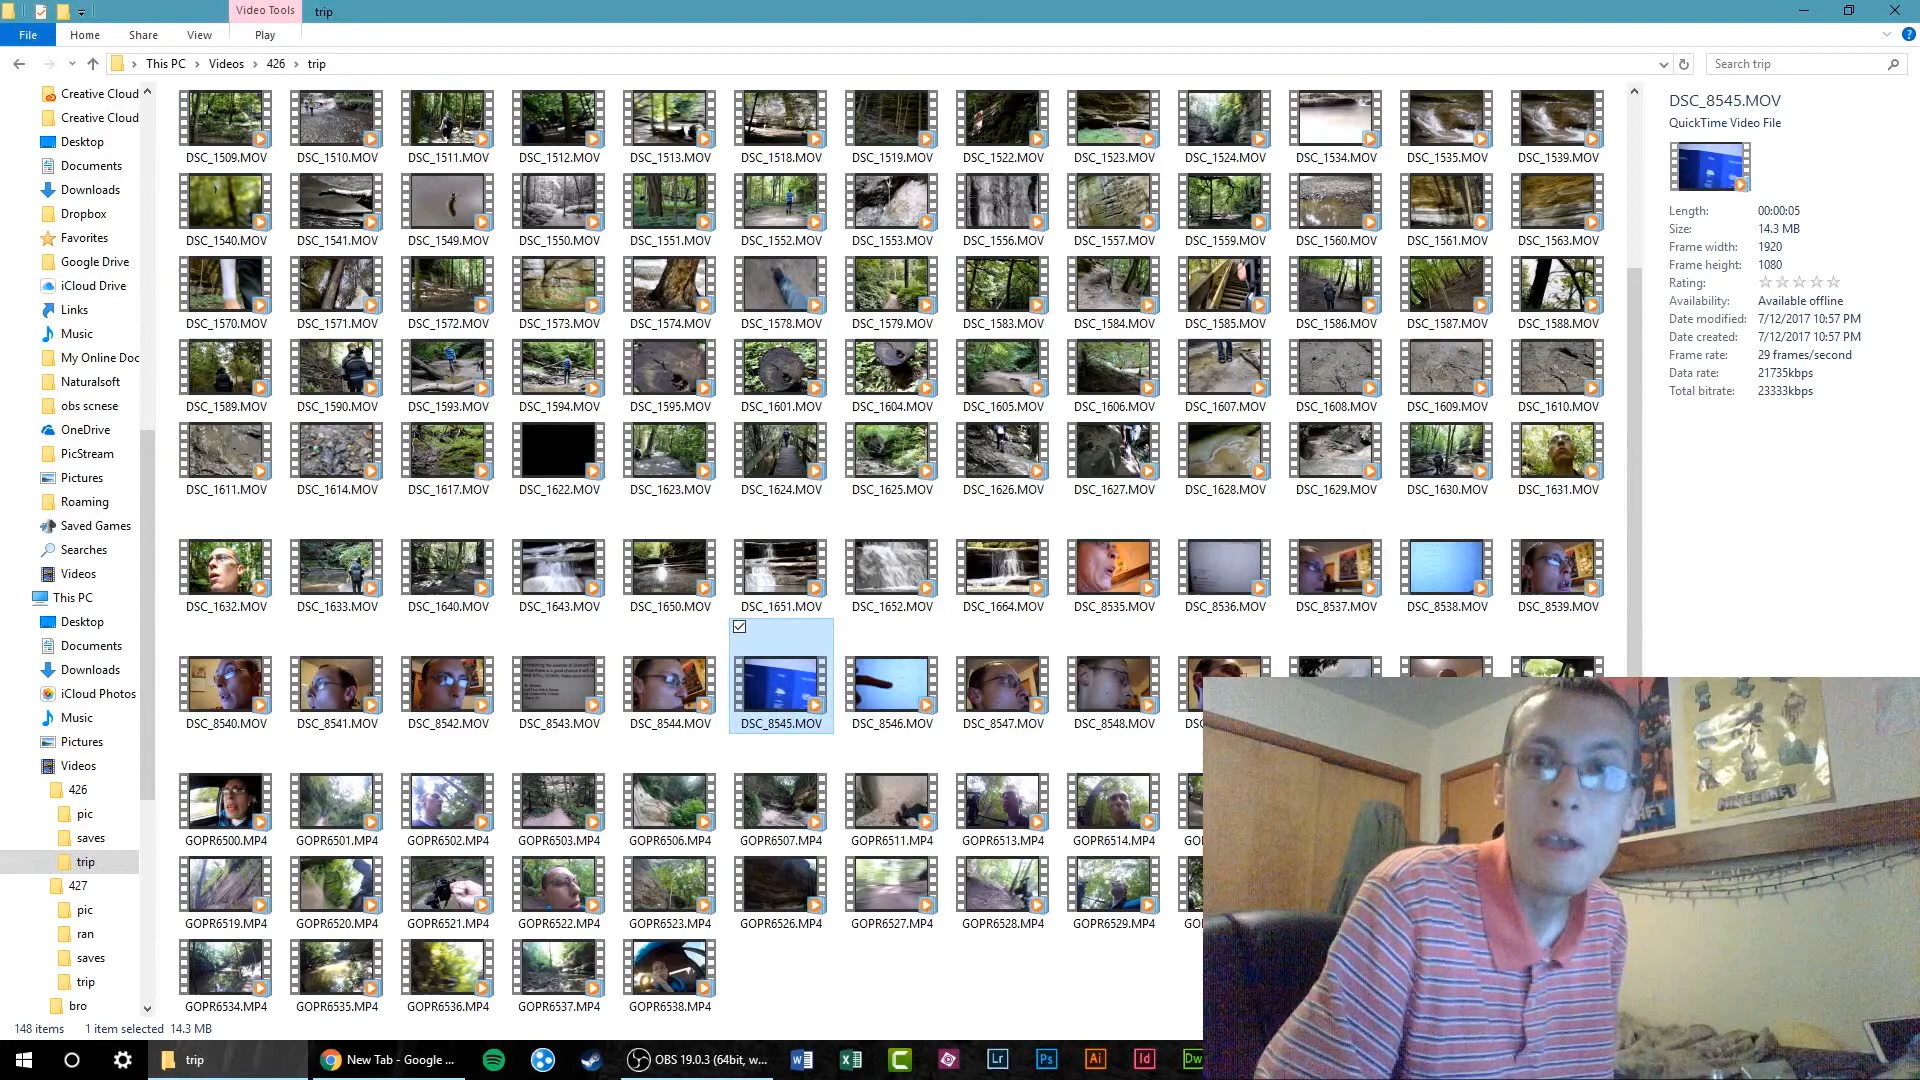 Video Tools
trip
File
Home
Share
View
Play
This PC
Videos
426
trip
Search trip
Creative Cloud
Creative Cloud
Desktop
Documents
Downloads
Dropbox
Favorites
Google Drive
iCloud Drive
Links
Music
My Online Doc
Naturalsoft
obs scnese
OneDrive
PicStream
Pictures
Roaming
Saved Games
Searches
Videos
This PC
Desktop
Documents
Downloads
iCloud Photos
Music
Pictures
Videos
426
pic
saves
trip
427
pic
ran
saves
trip
bro
DSC_1509.MOV DSC_1510.MOV DSC_1511.MOV DSC_1512.MOV DSC_1513.MOV DSC_1518.MOV DSC_1519.MOV DSC_1522.MOV DSC_1523.MOV DSC_1524.MOV DSC_1534.MOV DSC_1535.MOV DSC_1539.MOV
DSC_1540.MOV DSC_1541.MOV DSC_1549.MOV DSC_1550.MOV DSC_1551.MOV DSC_1552.MOV DSC_1553.MOV DSC_1556.MOV DSC_1557.MOV DSC_1559.MOV DSC_1560.MOV DSC_1561.MOV DSC_1563.MOV
DSC_1570.MOV DSC_1571.MOV DSC_1572.MOV DSC_1573.MOV DSC_1574.MOV DSC_1578.MOV DSC_1579.MOV DSC_1583.MOV DSC_1584.MOV DSC_1585.MOV DSC_1586.MOV DSC_1587.MOV DSC_1588.MOV
DSC_1589.MOV DSC_1590.MOV DSC_1593.MOV DSC_1594.MOV DSC_1595.MOV DSC_1601.MOV DSC_1604.MOV DSC_1605.MOV DSC_1606.MOV DSC_1607.MOV DSC_1608.MOV DSC_1609.MOV DSC_1610.MOV
DSC_1611.MOV DSC_1614.MOV DSC_1617.MOV DSC_1622.MOV DSC_1623.MOV DSC_1624.MOV DSC_1625.MOV DSC_1626.MOV DSC_1627.MOV DSC_1628.MOV DSC_1629.MOV DSC_1630.MOV DSC_1631.MOV
DSC_1632.MOV DSC_1633.MOV DSC_1640.MOV DSC_1643.MOV DSC_1650.MOV DSC_1651.MOV DSC_1652.MOV DSC_1664.MOV DSC_8535.MOV DSC_8536.MOV DSC_8537.MOV DSC_8538.MOV DSC_8539.MOV
DSC_8540.MOV DSC_8541.MOV DSC_8542.MOV DSC_8543.MOV DSC_8544.MOV DSC_8545.MOV DSC_8546.MOV DSC_8547.MOV DSC_8548.MOV
GOPR6500.MP4 GOPR6501.MP4 GOPR6502.MP4 GOPR6503.MP4 GOPR6506.MP4 GOPR6507.MP4 GOPR6511.MP4 GOPR6513.MP4 GOPR6514.MP4
GOPR6519.MP4 GOPR6520.MP4 GOPR6521.MP4 GOPR6522.MP4 GOPR6523.MP4 GOPR6526.MP4 GOPR6527.MP4 GOPR6528.MP4 GOPR6529.MP4
GOPR6534.MP4 GOPR6535.MP4 GOPR6536.MP4 GOPR6537.MP4 GOPR6538.MP4
DSC_8545.MOV
QuickTime Video File
Length: 00:00:05
Size: 14.3 MB
Frame width: 1920
Frame height: 1080
Rating:
Availability: Available offline
Date modified: 7/12/2017 10:57 PM
Date created: 7/12/2017 10:57 PM
Frame rate: 29 frames/second
Data rate: 21735kbps
Total bitrate: 23333kbps
MINECRAFT
148 items 1 item selected 14.3 MB
trip
New Tab - Google ...
OBS 19.0.3 (64bit, w...
Lr
Ps
Ai
Id
Dw